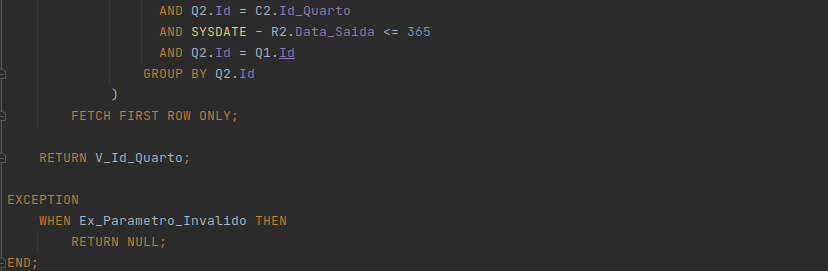 AND Q2.Id = C2.Id_Quarto
AND SYSDATE - R2.Data_Saida <= 365
AND Q2.Id = Q1.Id
GROUP BY Q2.Id
)
FETCH FIRST ROW ONLY;
RETURN V_Id_Quarto;
EXCEPTION
WHEN Ex_Parametro_Invalido THEN
RETURN NULL;
END;